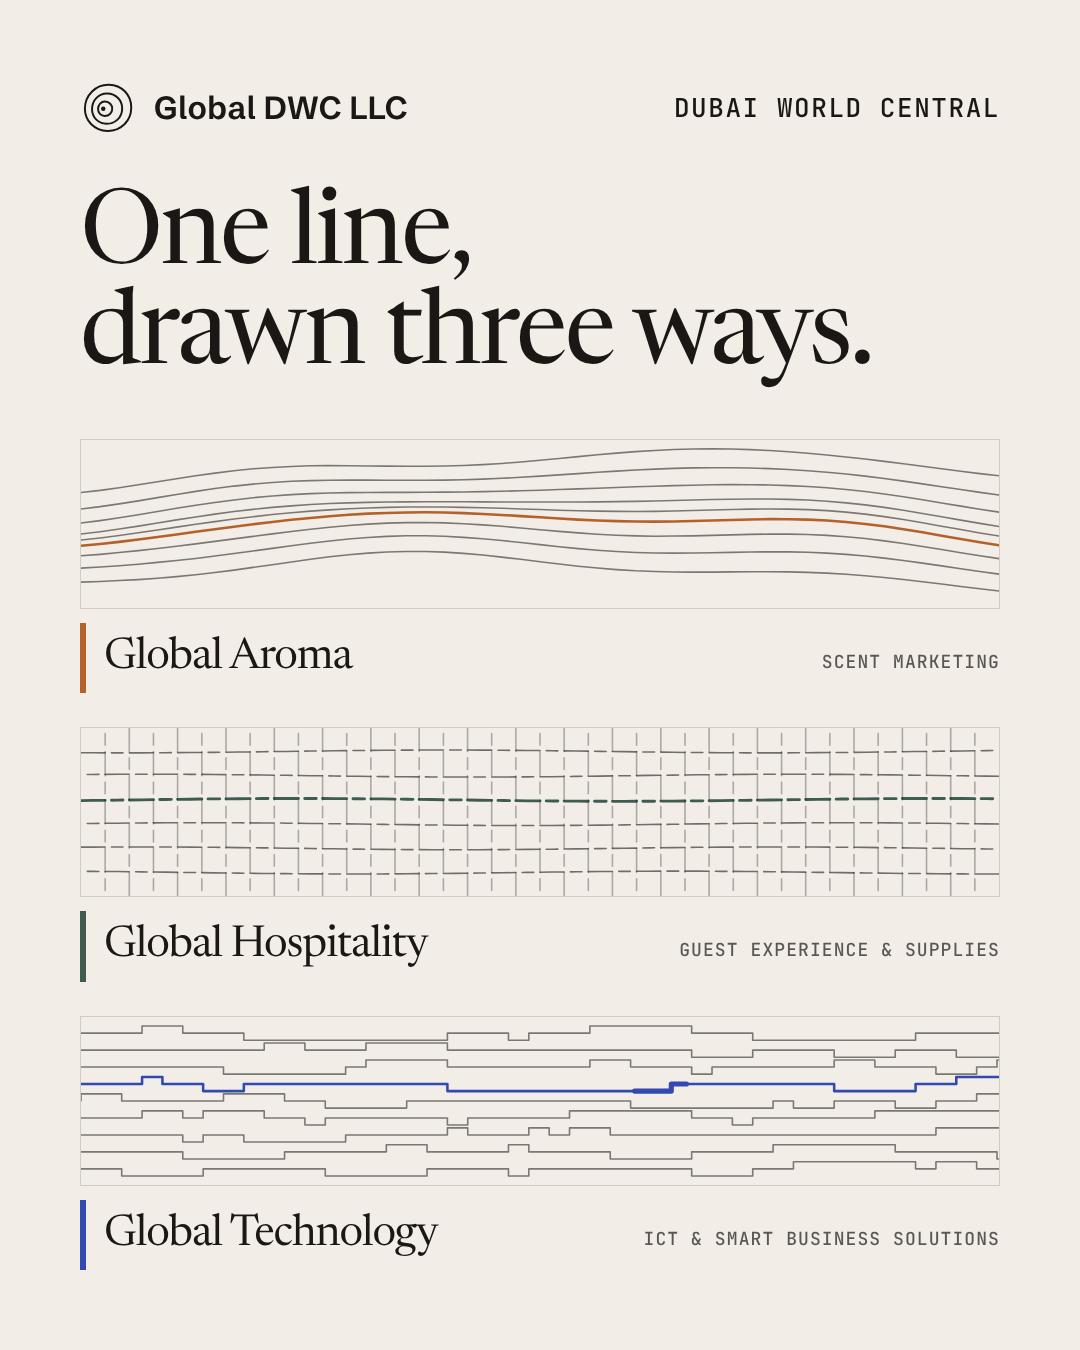 Global DWC LLC
DUBAI WORLD CENTRAL
One line,
drawn three ways.
Global Aroma
SCENT MARKETING
Global Hospitality
GUEST EXPERIENCE & SUPPLIES
Global Technology
ICT & SMART BUSINESS SOLUTIONS